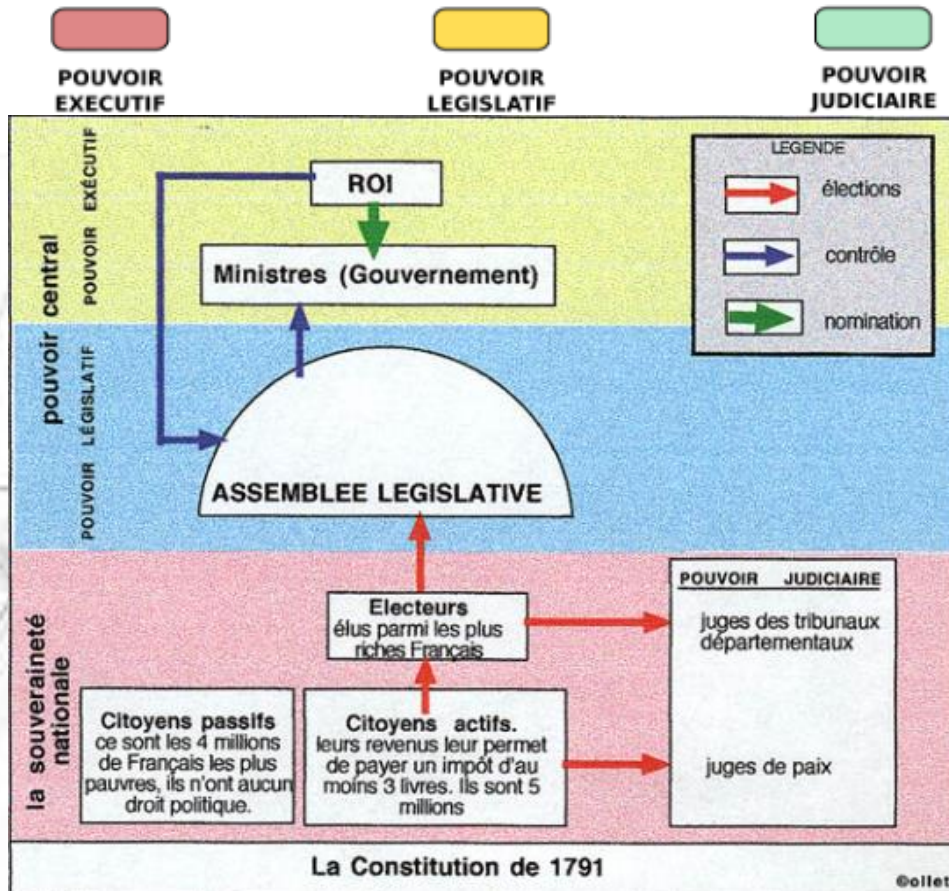 POUVOIR
EXECUTIF
POUVOIR
LEGISLATIF
POUVOIR
JUDICIAIRE
pouvoir central
POUVOIR EXÉCUTIF
ROI
Ministres (Gouvernement)
LEGENDE
élections
contrôle
nomination
POUVOIR LÉGISLATIF
ASSEMBLEE LEGISLATIVE
la souveraineté
nationale
Electeurs
élus parmi les plus
riches Français
POUVOIR JUDICIAIRE
juges des tribunaux
départementaux
juges de paix
Citoyens passifs
ce sont les 4 millions
de Français les plus
pauvres, ils n'ont aucun
droit politique.
Citoyens actifs.
leurs revenus leur permet
de payer un impôt d'au
moins 3 livres. Ils sont 5
millions
La Constitution de 1791
©ollet